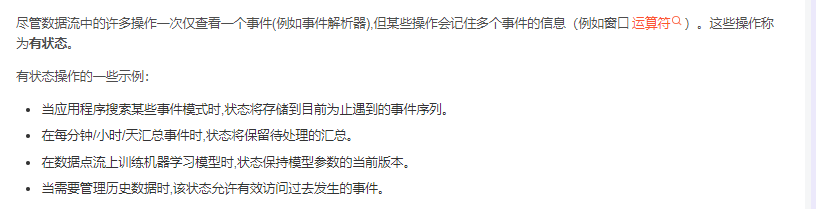 尽管数据流中的许多操作一次仅查看一个事件(例如事件解析器),但某些操作会记住多个事件的信息（例如窗口 运算符）。这些操作称
为有状态。
有状态操作的一些示例：
• 当应用程序搜索某些事件模式时,状态将存储到目前为止遇到的事件序列。
• 在每分钟/小时/天汇总事件时,状态将保留待处理的汇总。
• 在数据点流上训练机器学习模型时,状态保持模型参数的当前版本。
• 当需要管理历史数据时,该状态允许有效访问过去发生的事件。